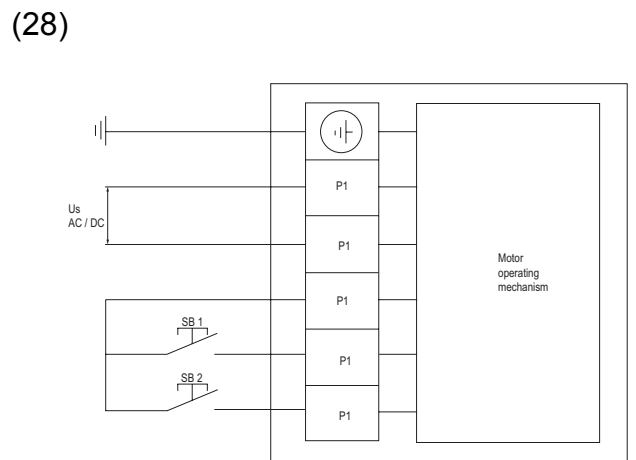 (28)
P1
Us
AC / DC
P1
Motor
operating
mechanism
P1
SB 1
P1
SB 2
P1